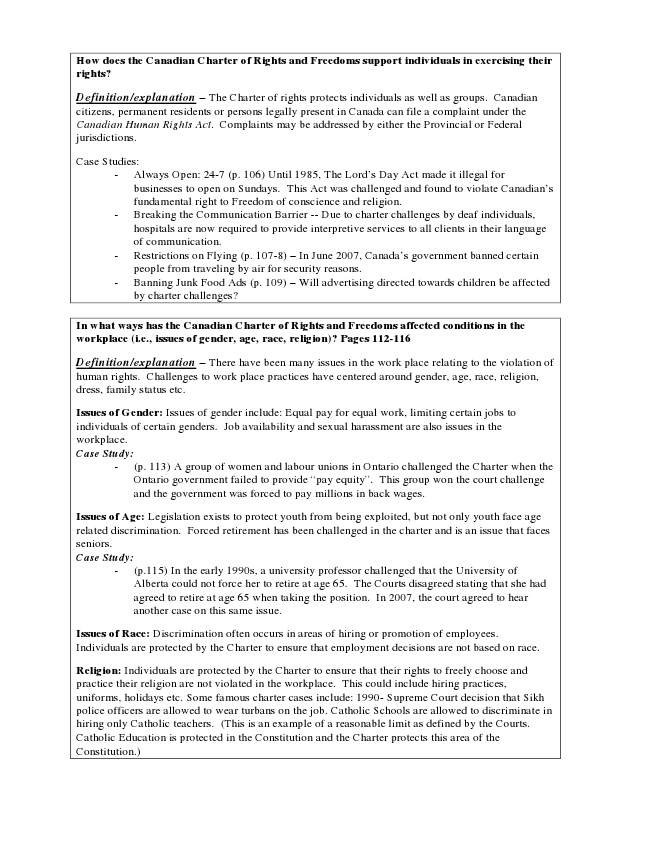 How does the Canadian Charter of Rights and Freedoms support individuals in exercising their
rights?
Definition/explanation – The Charter of rights protects individuals as well as groups. Canadian
citizens, permanent residents or persons legally present in Canada can file a complaint under the
Canadian Human Rights Act. Complaints may be addressed by either the Provincial or Federal
jurisdictions.
Case Studies:
- Always Open: 24-7 (p. 106) Until 1985, The Lord's Day Act made it illegal for
businesses to open on Sundays. This Act was challenged and found to violate Canadian's
fundamental right to Freedom of conscience and religion.
- Breaking the Communication Barrier -- Due to charter challenges by deaf individuals,
hospitals are now required to provide interpretive services to all clients in their language
of communication.
- Restrictions on Flying (p. 107-8) – In June 2007, Canada's government banned certain
people from traveling by air for security reasons.
- Banning Junk Food Ads (p. 109) – Will advertising directed towards children be affected
by charter challenges?
In what ways has the Canadian Charter of Rights and Freedoms affected conditions in the
workplace (i.e., issues of gender, age, race, religion)? Pages 112-116
Definition/explanation – There have been many issues in the work place relating to the violation of
human rights. Challenges to work place practices have centered around gender, age, race, religion,
dress, family status etc.
Issues of Gender: Issues of gender include: Equal pay for equal work, limiting certain jobs to
individuals of certain genders. Job availability and sexual harassment are also issues in the
workplace.
Case Study:
- (p. 113) A group of women and labour unions in Ontario challenged the Charter when the
Ontario government failed to provide "pay equity". This group won the court challenge
and the government was forced to pay millions in back wages.
Issues of Age: Legislation exists to protect youth from being exploited, but not only youth face age
related discrimination. Forced retirement has been challenged in the charter and is an issue that faces
seniors.
Case Study:
- (p.115) In the early 1990s, a university professor challenged that the University of
Alberta could not force her to retire at age 65. The Courts disagreed stating that she had
agreed to retire at age 65 when taking the position. In 2007, the court agreed to hear
another case on this same issue.
Issues of Race: Discrimination often occurs in areas of hiring or promotion of employees.
Individuals are protected by the Charter to ensure that employment decisions are not based on race.
Religion: Individuals are protected by the Charter to ensure that their rights to freely choose and
practice their religion are not violated in the workplace. This could include hiring practices,
uniforms, holidays etc. Some famous charter cases include: 1990- Supreme Court decision that Sikh
police officers are allowed to wear turbans on the job. Catholic Schools are allowed to discriminate in
hiring only Catholic teachers. (This is an example of a reasonable limit as defined by the Courts.
Catholic Education is protected in the Constitution and the Charter protects this area of the
Constitution.)